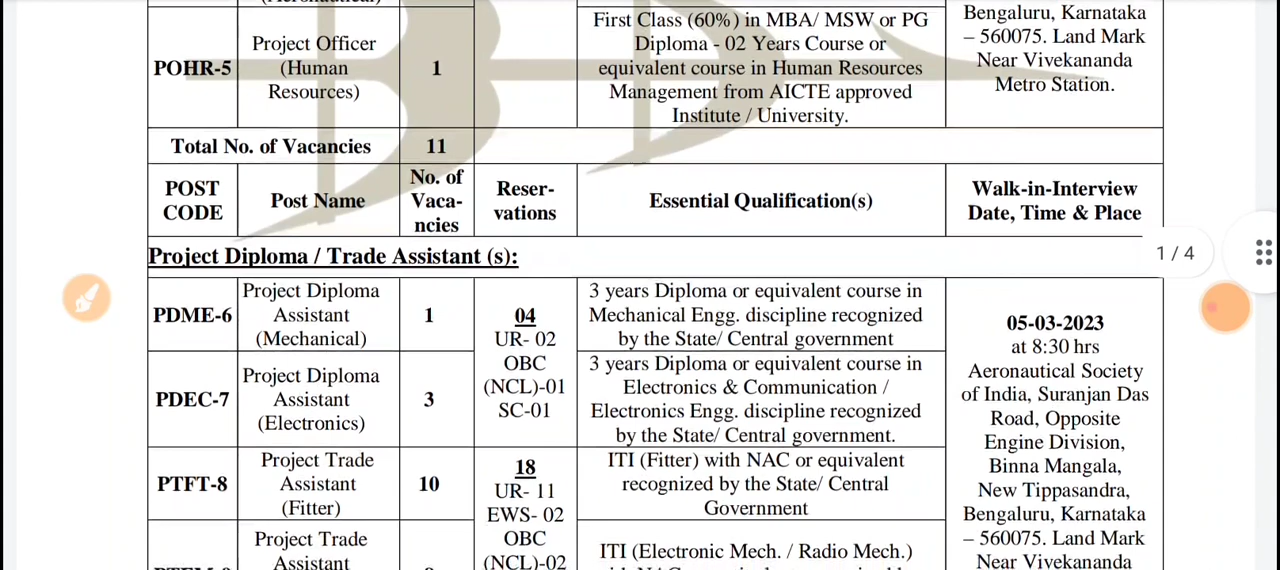 (Aeronautical)
POHR-5
Project Officer
(Human
Resources)
1
First Class (60%) in MBA/ MSW or PG
Diploma - 02 Years Course or
equivalent course in Human Resources
Management from AICTE approved
Institute / University.
Bengaluru, Karnataka
– 560075. Land Mark
Near Vivekananda
Metro Station.
Total No. of Vacancies
11
POST
CODE
Post Name
No. of
Vaca-
ncies
Reser-
vations
Essential Qualification(s)
Walk-in-Interview
Date, Time & Place
Project Diploma / Trade Assistant (s):
1 / 4
PDME-6
Project Diploma
Assistant
(Mechanical)
1
04
UR- 02
OBC
(NCL)-01
SC-01
3 years Diploma or equivalent course in
Mechanical Engg. discipline recognized
by the State/ Central government
05-03-2023
at 8:30 hrs
Aeronautical Society
of India, Suranjan Das
Road, Opposite
Engine Division,
Binna Mangala,
New Tippasandra,
Bengaluru, Karnataka
– 560075. Land Mark
Near Vivekananda
PDEC-7
Project Diploma
Assistant
(Electronics)
3
3 years Diploma or equivalent course in
Electronics & Communication /
Electronics Engg. discipline recognized
by the State/ Central government.
PTFT-8
Project Trade
Assistant
(Fitter)
10
18
UR- 11
EWS- 02
OBC
(NCL)-02
ITI (Fitter) with NAC or equivalent
recognized by the State/ Central
Government
Project Trade
Assistant
ITI (Electronic Mech. / Radio Mech.)